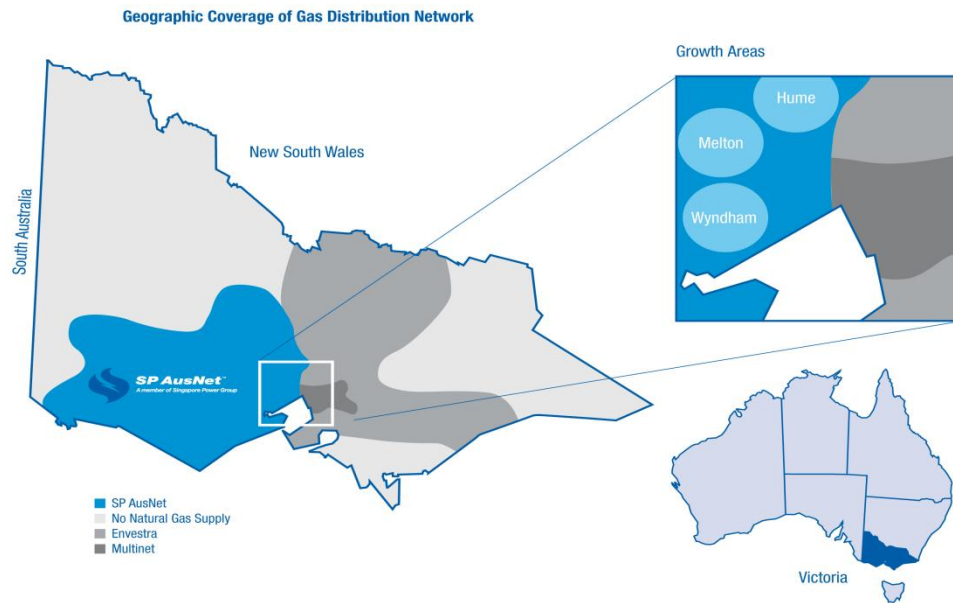 Geographic Coverage of Gas Distribution Network
Growth Areas
Hume
Melton
Wyndham
New South Wales
South Australia
SP AusNet™
A member of Singapore Power Group
SP AusNet
No Natural Gas Supply
Envestra
Multinet
Victoria